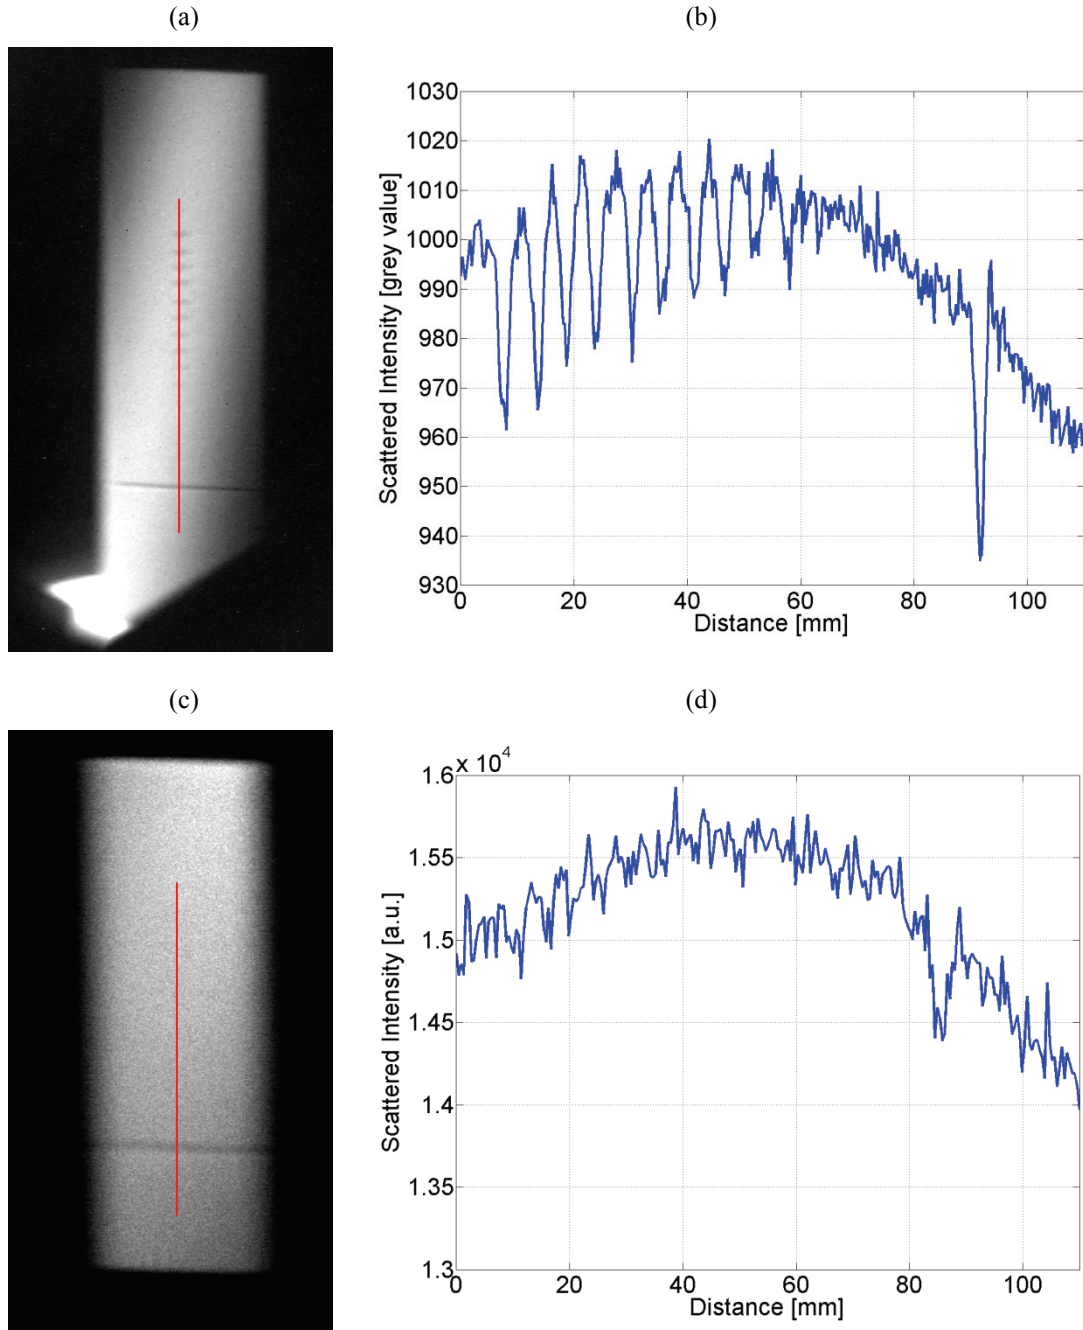 (a)
(b)
1030
1020
1010
1000
990
980
970
960
950
940
930
Scattered Intensity [grey value]
0 20 40 60 80 100
Distance [mm]
(c)
(d)
1.6 x 10^4
1.55
1.5
1.45
1.4
1.35
1.3
Scattered Intensity [a.u.]
0 20 40 60 80 100
Distance [mm]